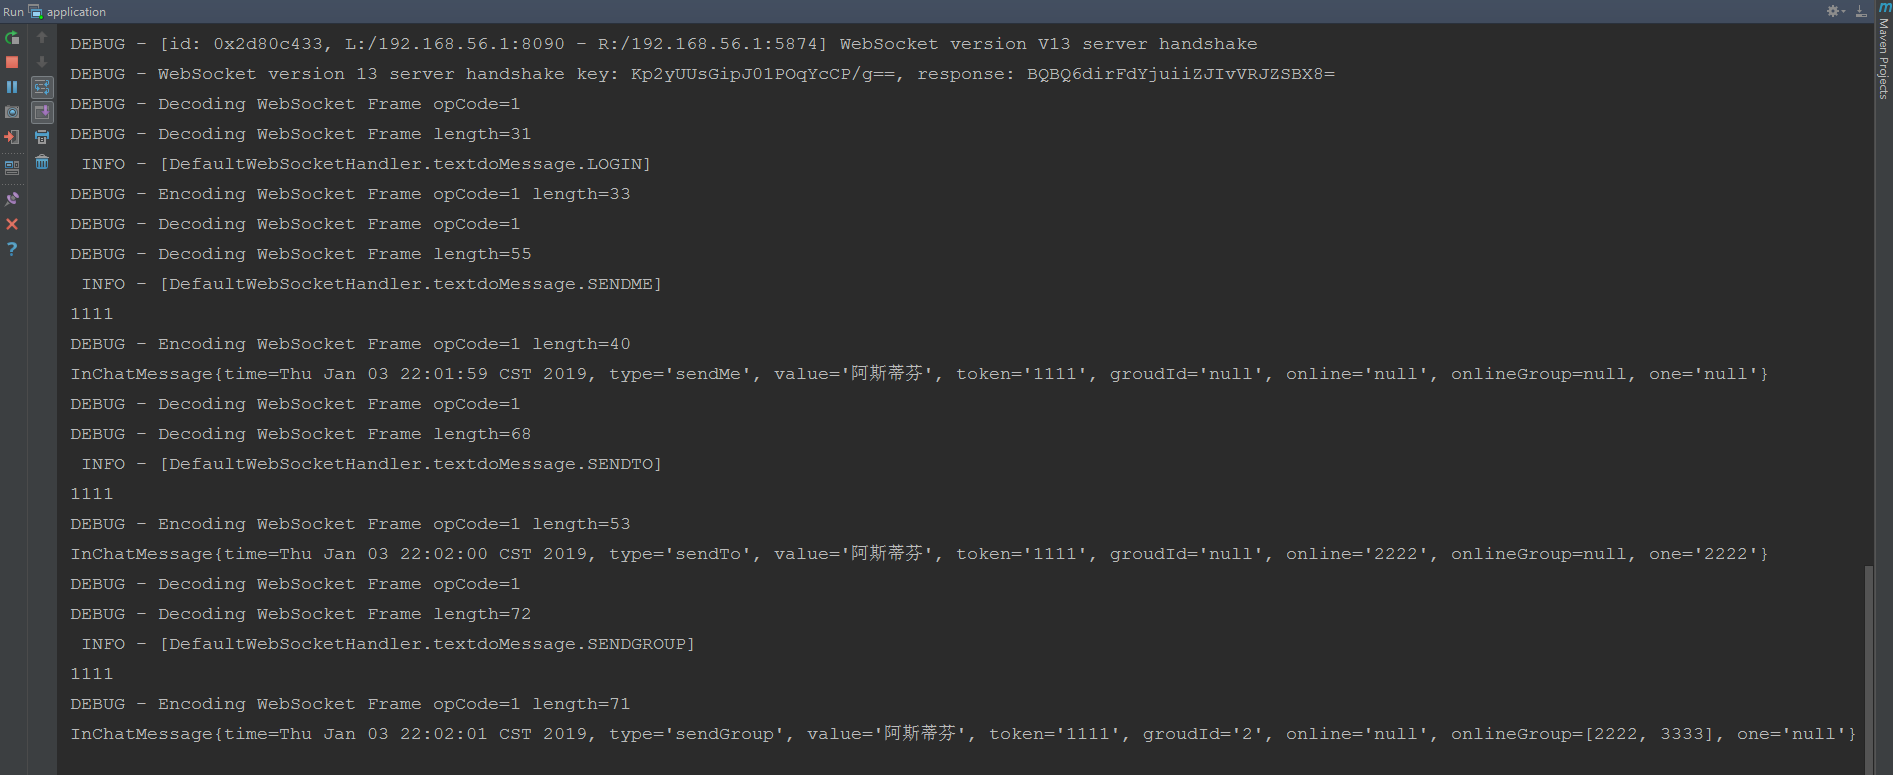 Run application
DEBUG - [id: 0x2d80c433, L:/192.168.56.1:8090 - R:/192.168.56.1:5874] WebSocket version V13 server handshake
DEBUG - WebSocket version 13 server handshake key: Kp2yUUsGipJ01POqYcCP/g==, response: BQBQ6dirFdYjuiiZJIvVRJZSBX8=
DEBUG - Decoding WebSocket Frame opCode=1
DEBUG - Decoding WebSocket Frame length=31
INFO - [DefaultWebSocketHandler.textdoMessage.LOGIN]
DEBUG - Encoding WebSocket Frame opCode=1 length=33
DEBUG - Decoding WebSocket Frame opCode=1
DEBUG - Decoding WebSocket Frame length=55
INFO - [DefaultWebSocketHandler.textdoMessage.SENDME]
1111
DEBUG - Encoding WebSocket Frame opCode=1 length=40
InChatMessage{time=Thu Jan 03 22:01:59 CST 2019, type='sendMe', value='阿斯蒂芬', token='1111', groudId='null', online='null', onlineGroup=null, one='null'}
DEBUG - Decoding WebSocket Frame opCode=1
DEBUG - Decoding WebSocket Frame length=68
INFO - [DefaultWebSocketHandler.textdoMessage.SENDTO]
1111
DEBUG - Encoding WebSocket Frame opCode=1 length=53
InChatMessage{time=Thu Jan 03 22:02:00 CST 2019, type='sendTo', value='阿斯蒂芬', token='1111', groudId='null', online='2222', onlineGroup=null, one='2222'}
DEBUG - Decoding WebSocket Frame opCode=1
DEBUG - Decoding WebSocket Frame length=72
INFO - [DefaultWebSocketHandler.textdoMessage.SENDGROUP]
1111
DEBUG - Encoding WebSocket Frame opCode=1 length=71
InChatMessage{time=Thu Jan 03 22:02:01 CST 2019, type='sendGroup', value='阿斯蒂芬', token='1111', groudId='2', online='null', onlineGroup=[2222, 3333], one='null'}
Maven Projects